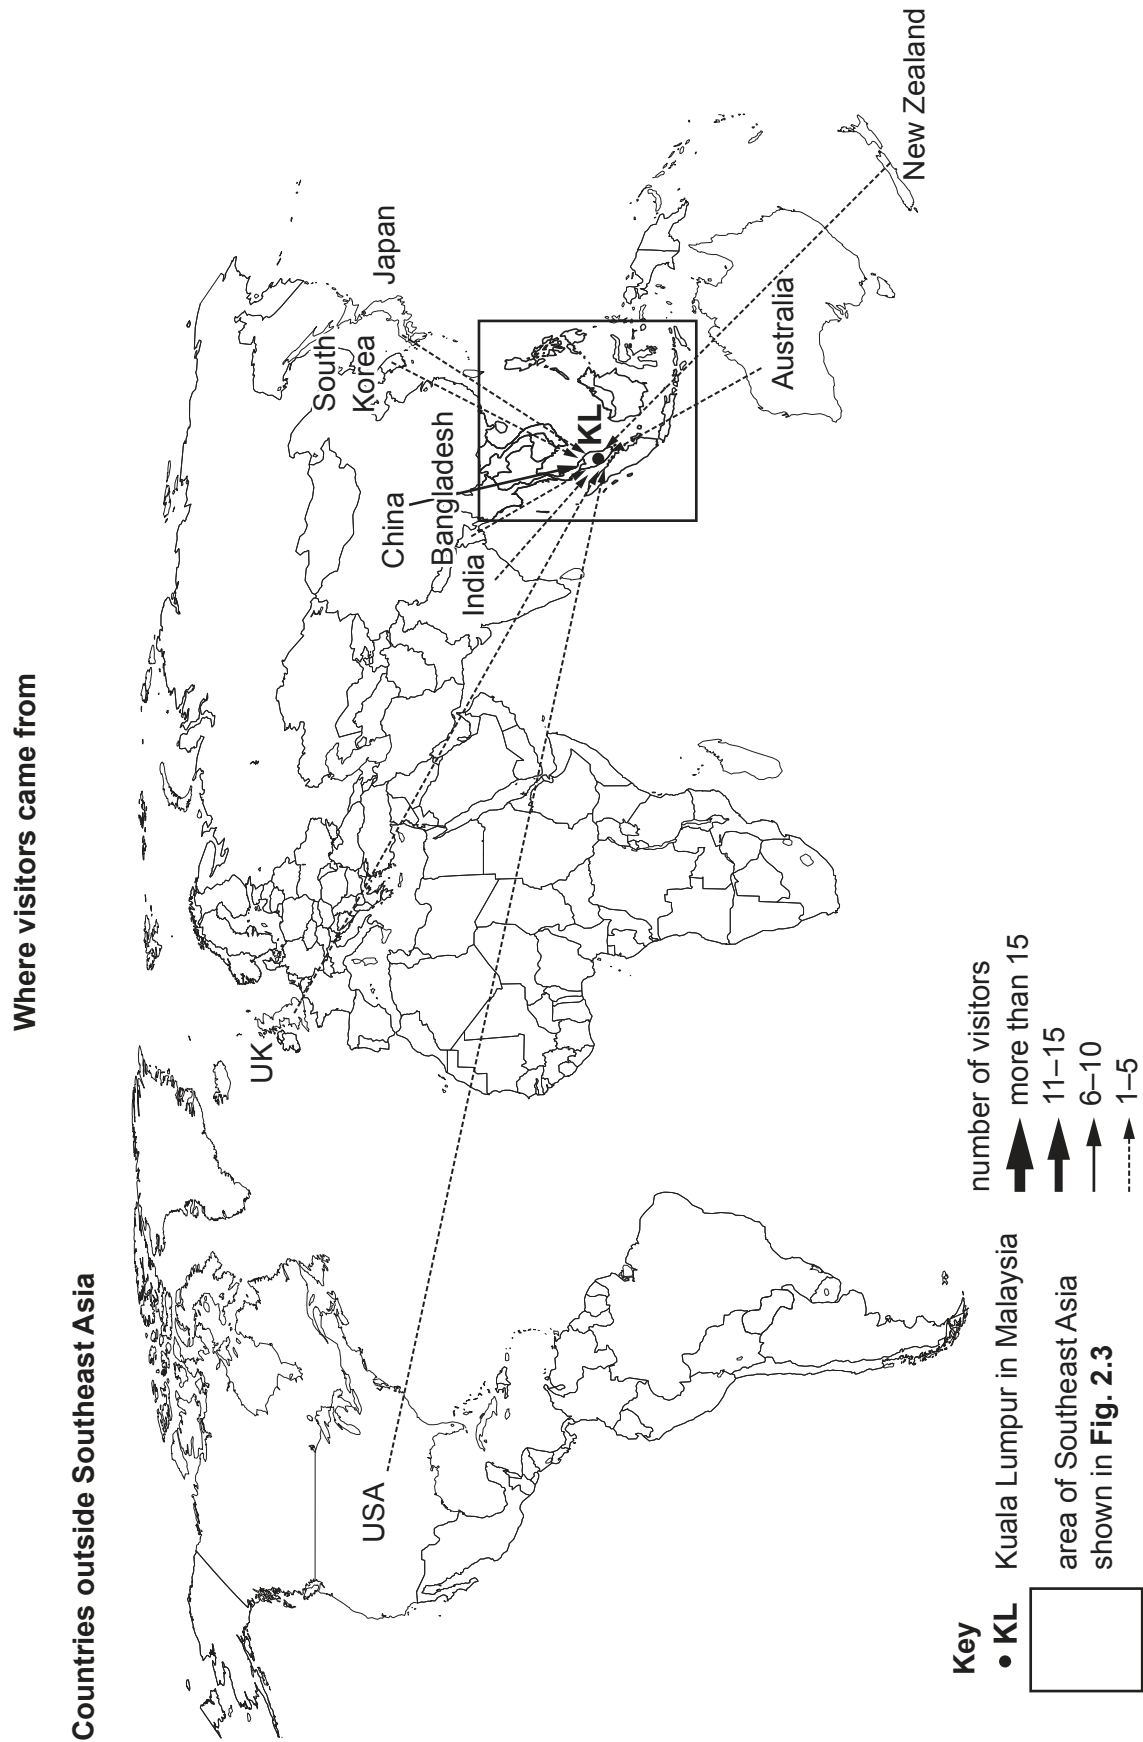 Where visitors came from
Countries outside Southeast Asia
UK
USA
China
South
Korea
Japan
Bangladesh
India
KL
Australia
New Zealand
Key
KL Kuala Lumpur in Malaysia
area of Southeast Asia
shown in Fig. 2.3
number of visitors
more than 15
11–15
6–10
1–5